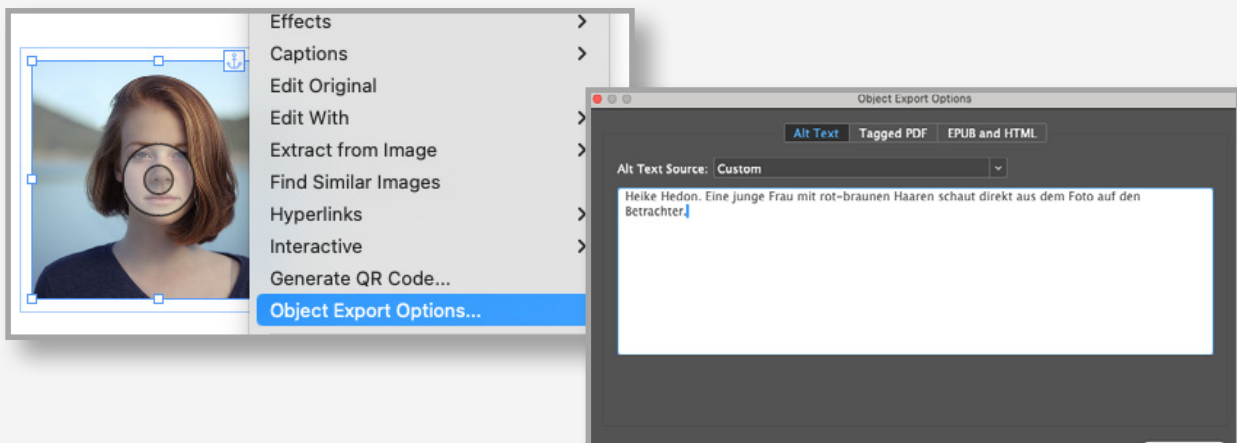 Effects
Captions
Edit Original
Edit With
Extract from Image
Find Similar Images
Hyperlinks
Interactive
Generate QR Code...
Object Export Options...
Object Export Options
Alt Text Tagged PDF EPUB and HTML
Alt Text Source: Custom
Heike Hedon. Eine junge Frau mit rot-braunen Haaren schaut direkt aus dem Foto auf den
Betrachter.